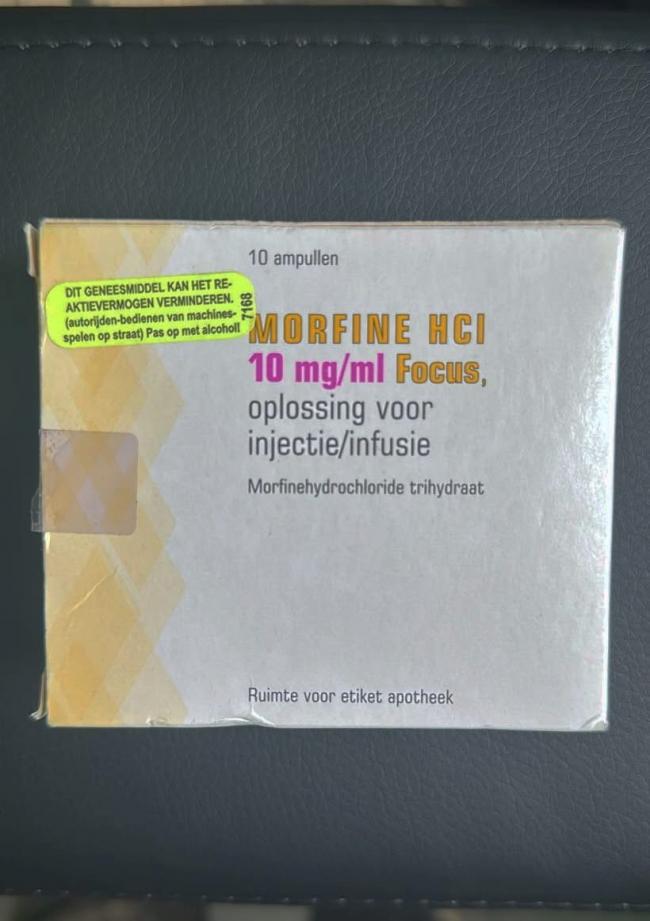 10 ampullen
DIT GENEESMIDDEL KAN HET RE-
AKTIEVERMOGEN VERMINDEREN.
(autorijden-bedienen van machines-
spelen op straat) Pas op met alcohol!
7168
MORFINE HCl
10 mg/ml Focus,
oplossing voor
injectie/infusie
Morfinehydrochloride trihydraat
Ruimte voor etiket apotheek